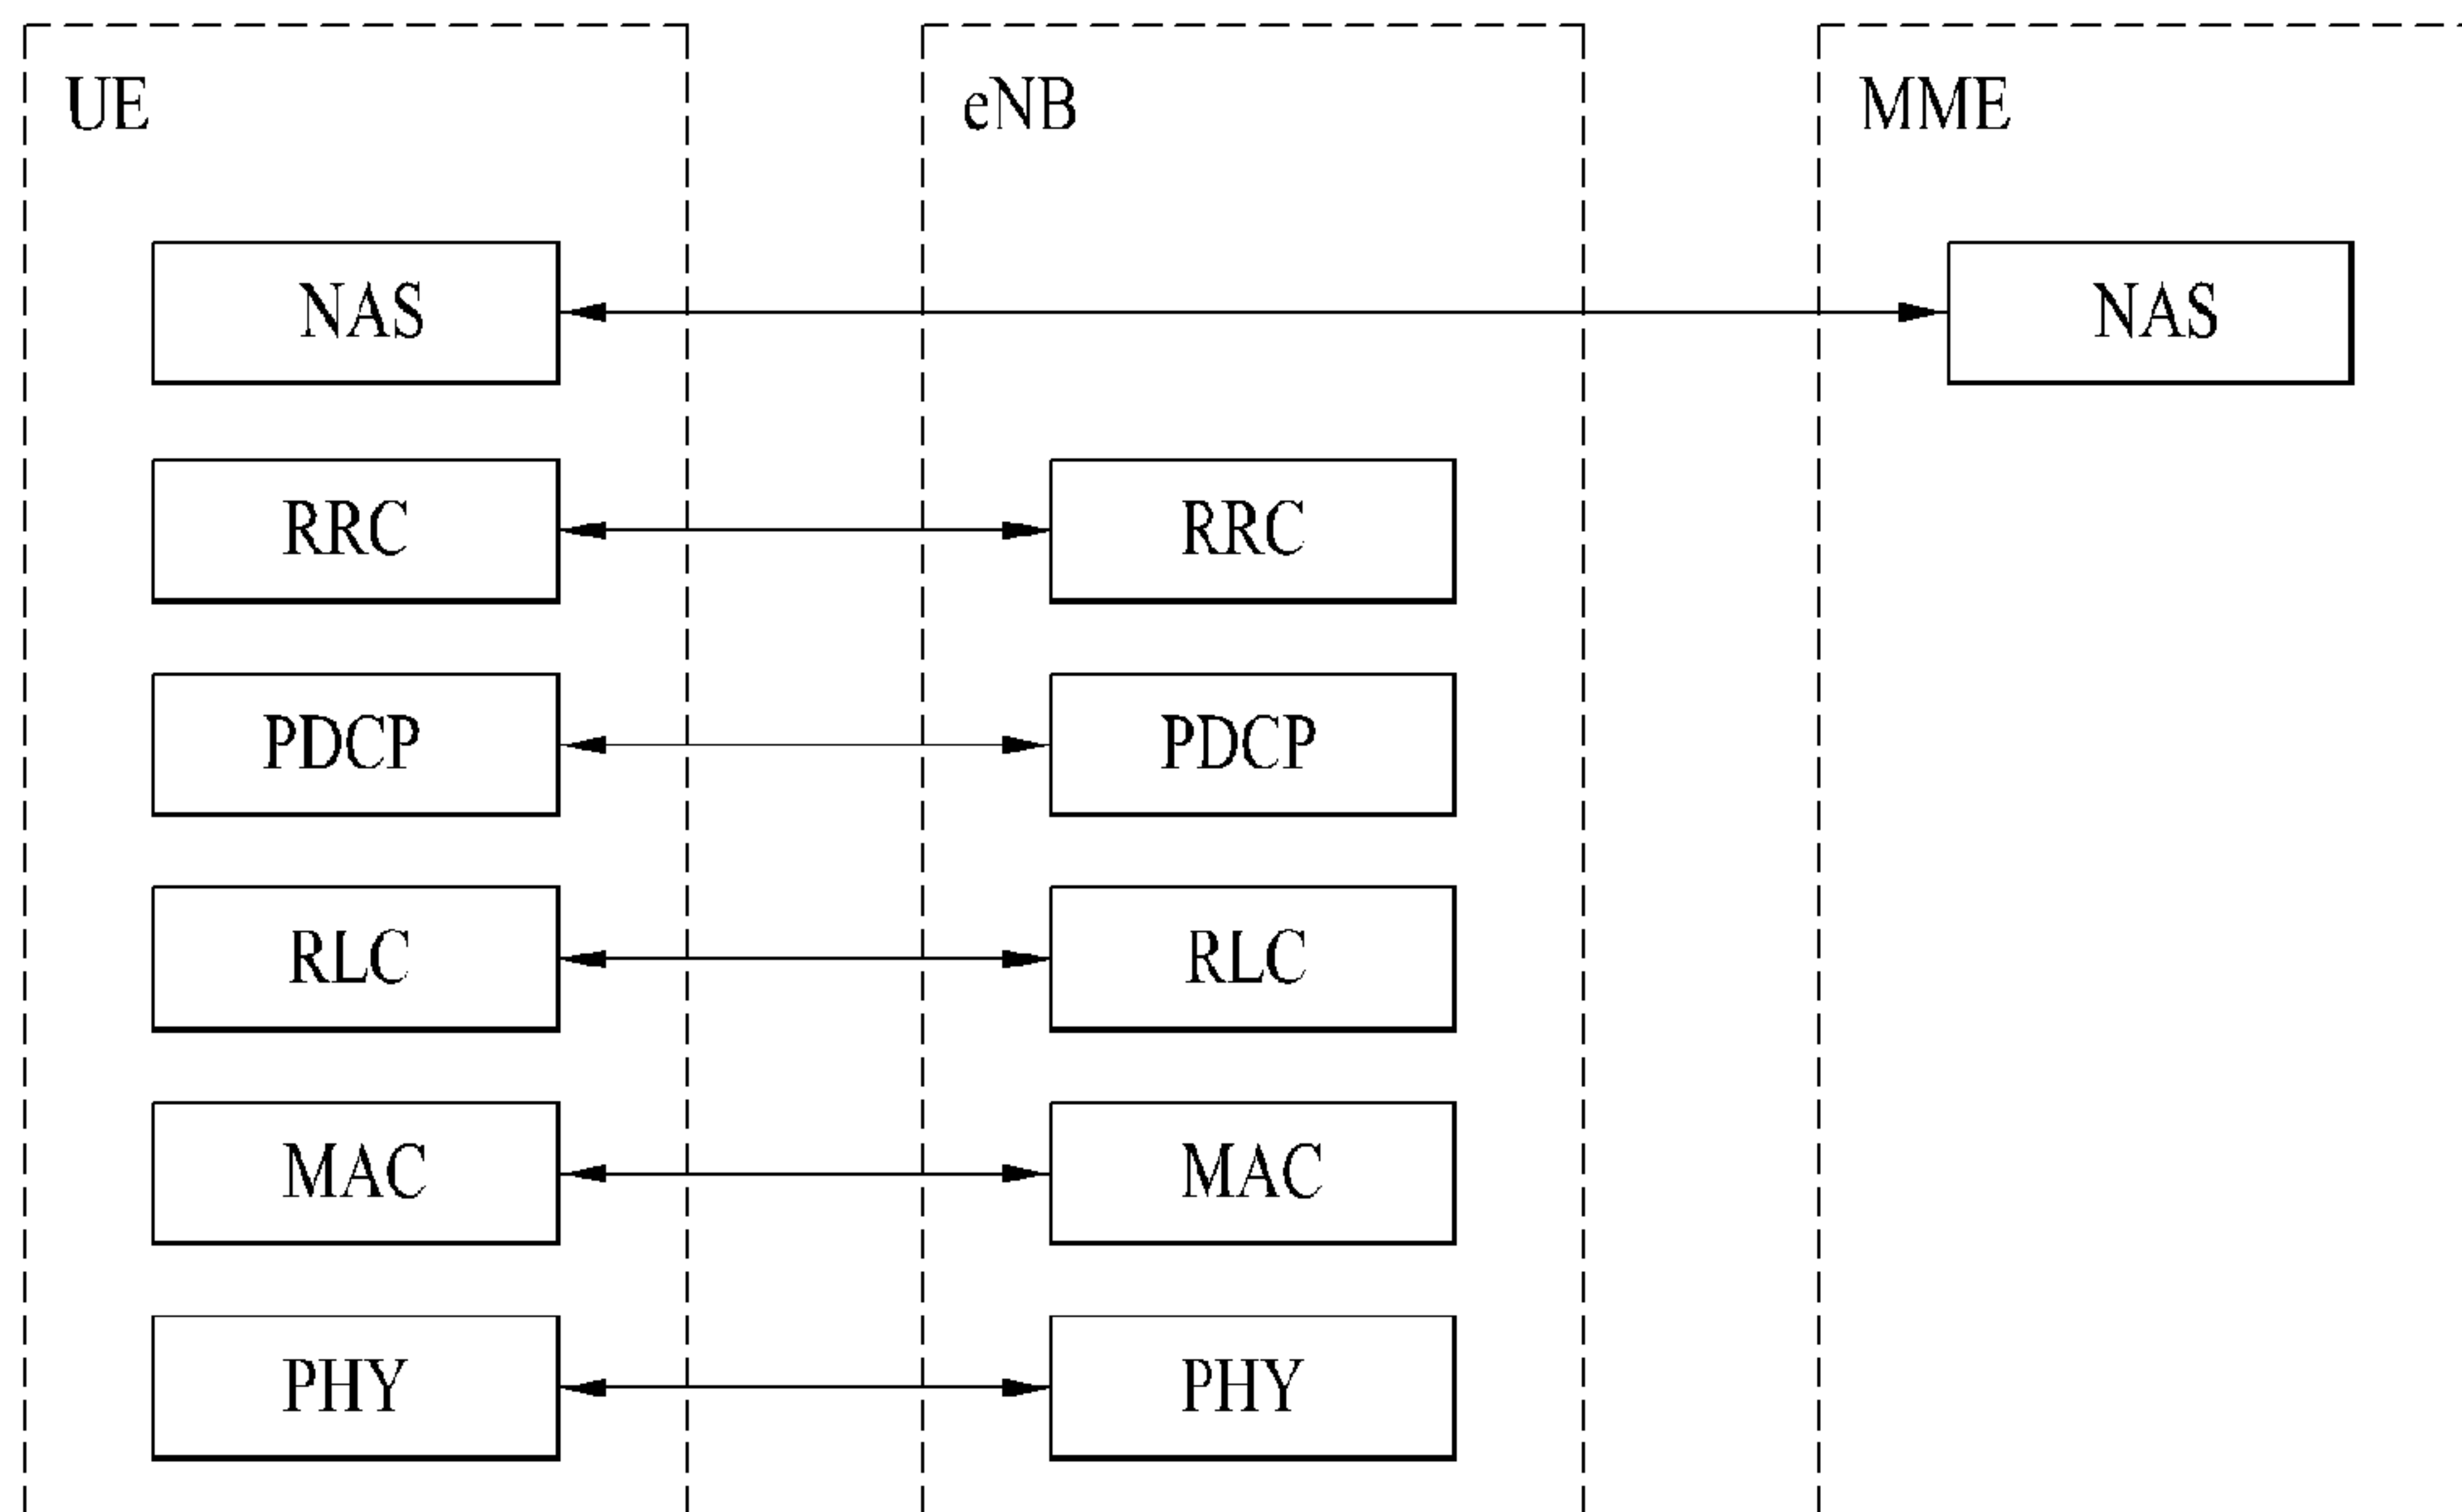 UE eNB MME
NAS NAS
RRC RRC
PDCP PDCP
RLC RLC
MAC MAC
PHY PHY